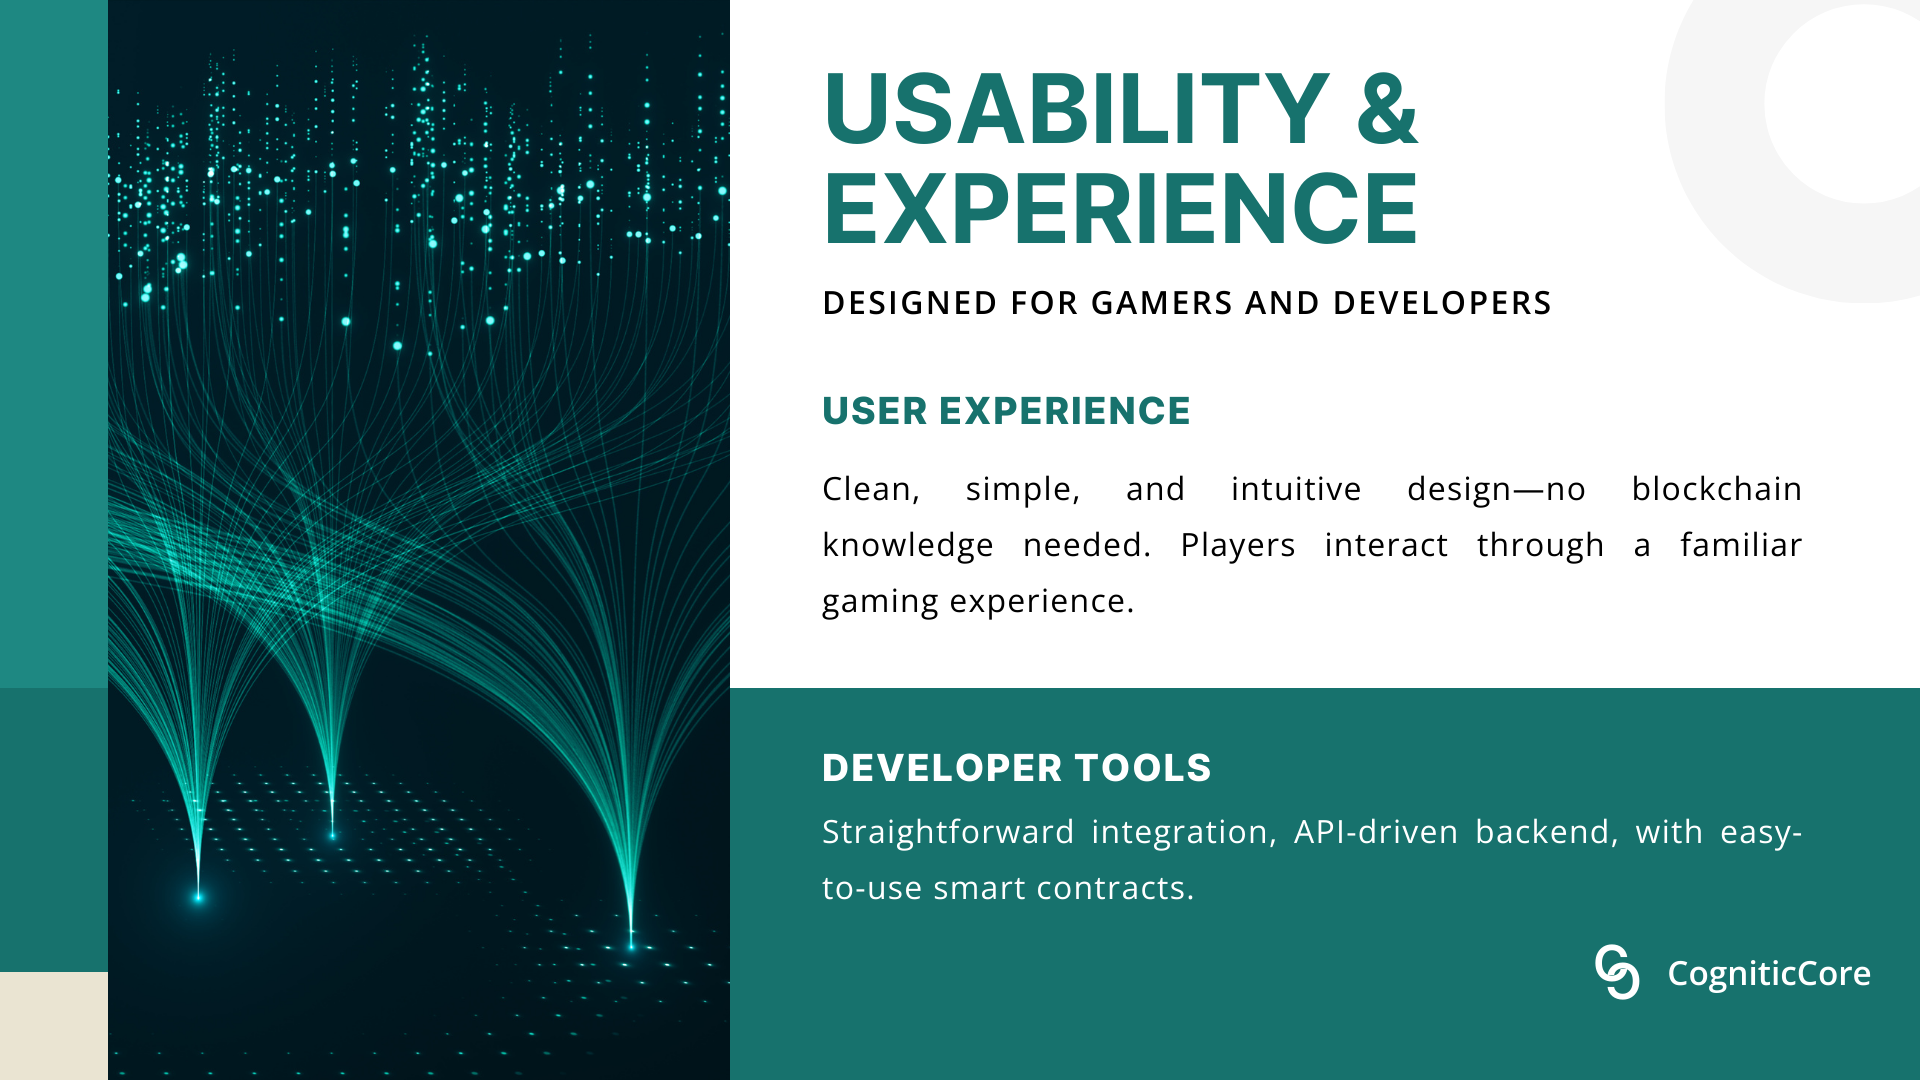 USABILITY &
EXPERIENCE
DESIGNED FOR GAMERS AND DEVELOPERS
USER EXPERIENCE
Clean, simple, and intuitive design—no blockchain
knowledge needed. Players interact through a familiar
gaming experience.
DEVELOPER TOOLS
Straightforward integration, API-driven backend, with easy-
to-use smart contracts.
CogniticCore